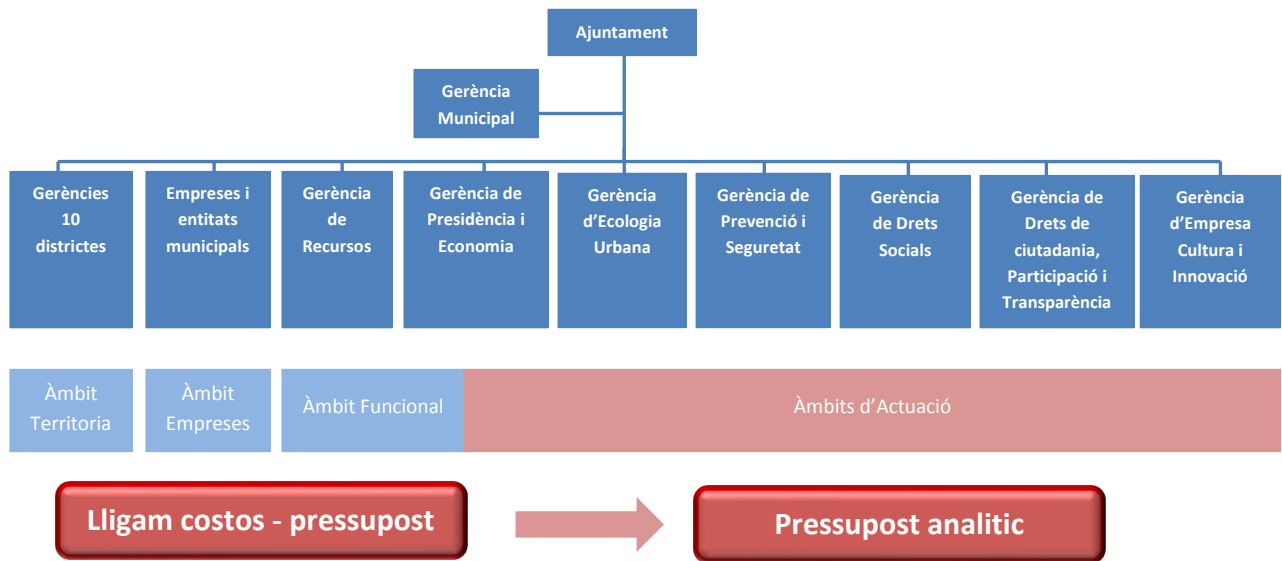 Ajuntament
Gerència
Municipal
Gerències
10
districtes
Empreses i
entitats
municipals
Gerència
de
Recursos
Gerència de
Presidència i
Economia
Gerència
d’Ecologia
Urbana
Gerència de
Prevenció i
Seguretat
Gerència
de Drets
Socials
Gerència de
Drets de
ciutadania,
Participació i
Transparència
Gerència
d’Empresa
Cultura i
Innovació
Àmbit
Territoria
Àmbit
Empreses
Àmbit Funcional
Àmbits d’Actuació
Lligam costos - pressupost
Pressupost analitic